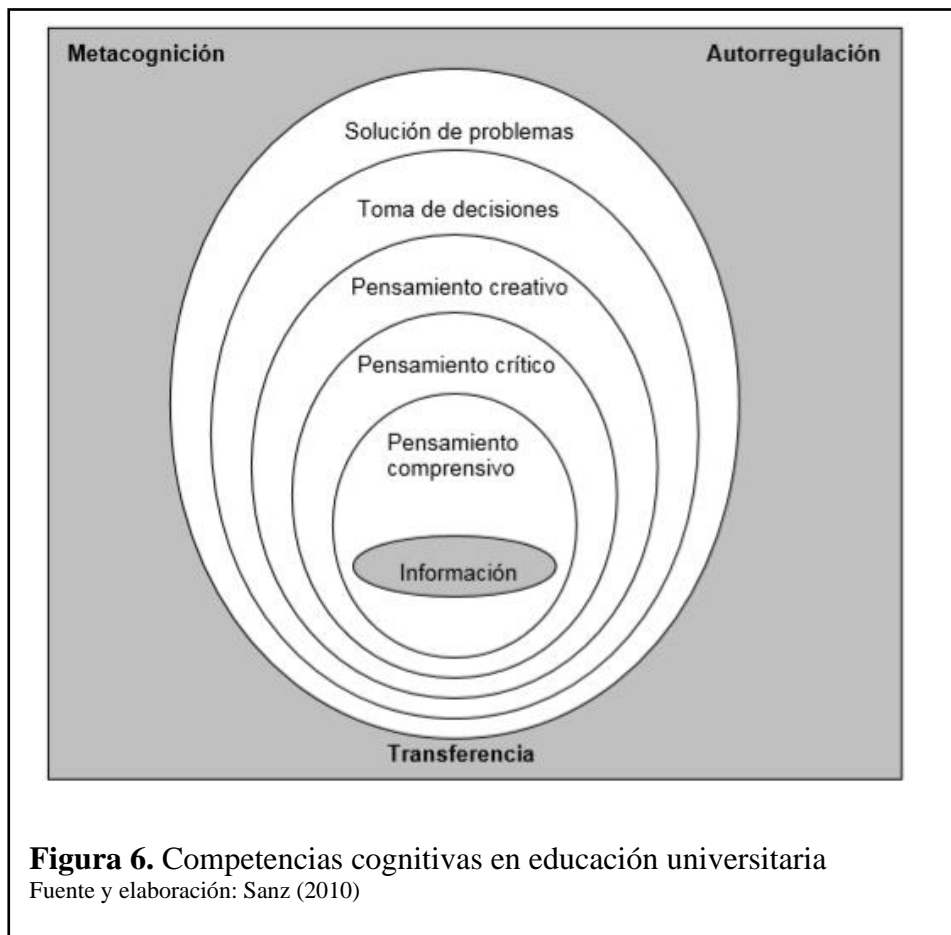 Metacognición
Autorregulación
Solución de problemas
Toma de decisiones
Pensamiento creativo
Pensamiento crítico
Pensamiento
comprensivo
Información
Transferencia
Figura 6. Competencias cognitivas en educación universitaria
Fuente y elaboración: Sanz (2010)